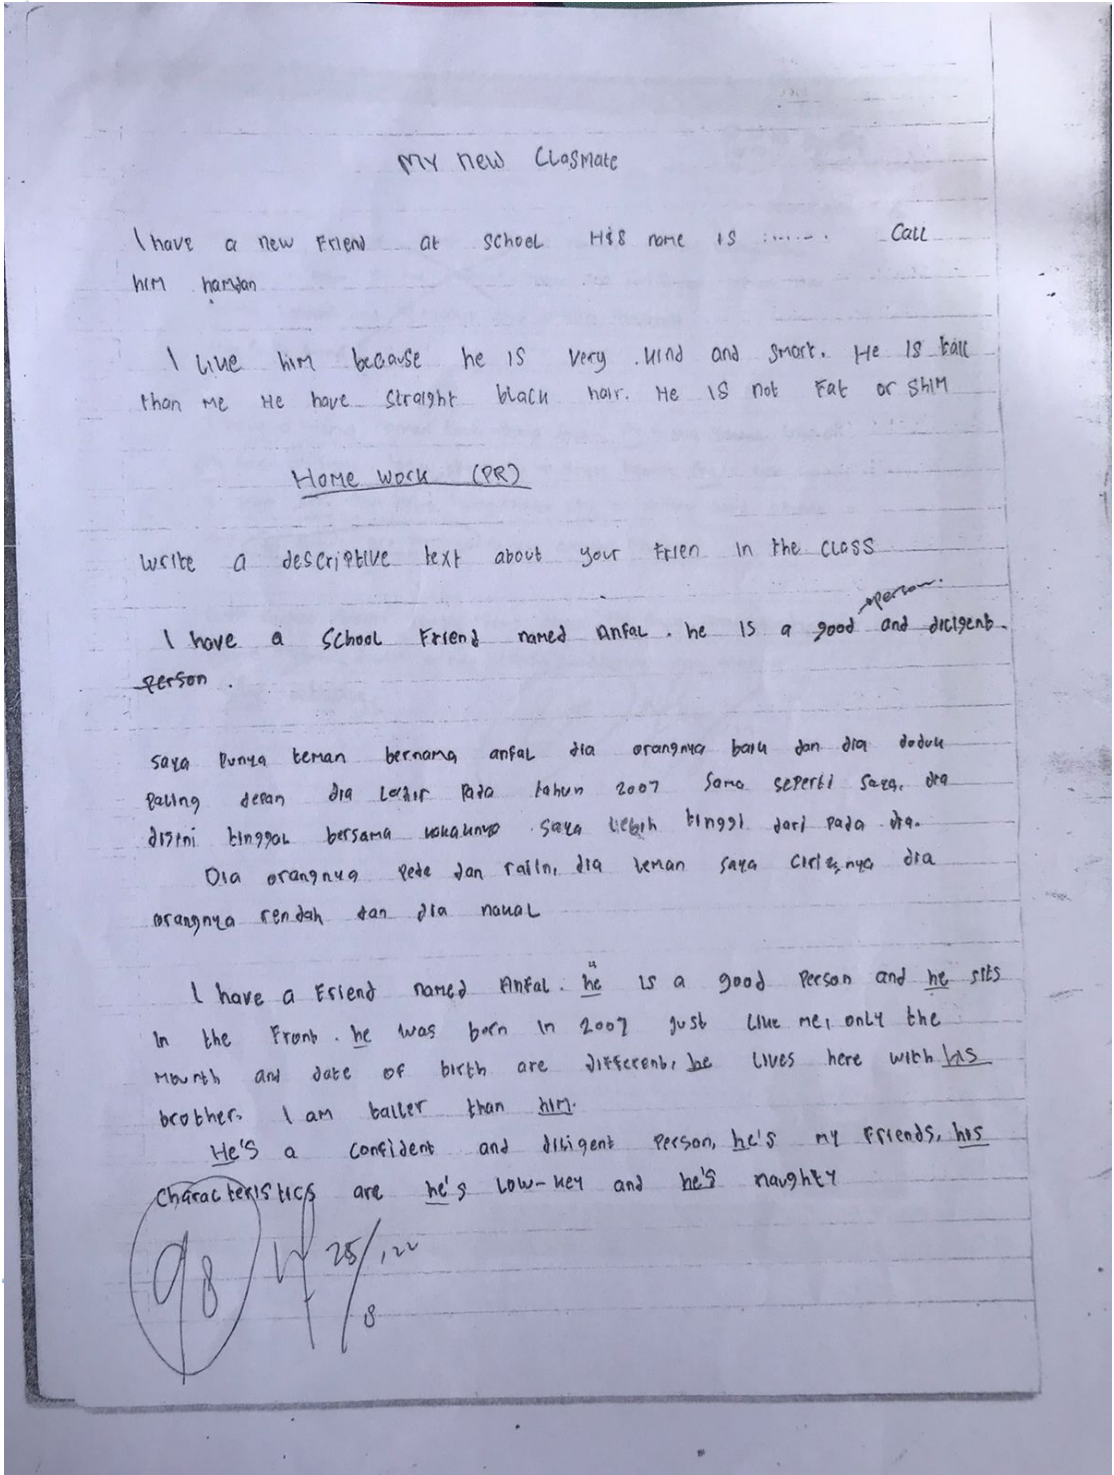 My new Clasmate
I have a new Friend at school His name is ....... Call
him hamdan
I like him because he is very kind and smart. He is tall
than me He have straight black hair. He is not Fat or Shim
Home work (PR)
Write a descriptive text about your Frien in the class
person.
I have a School Friend named Anfal. he is a good and diligent.
person.
saya punya teman bernama anfal dia orangnya baik dan dia duduk
paling depan dia lahir pada tahun 2007 sama seperti saya, dia
disini tinggal bersama kakaknya saya lebih tinggi dari pada dia.
Dia orangnya pede dan rajin, dia teman saya cirisnya dia
orangnya rendah dan dia nakal
I have a Friend named Anfal. he is a good Person and he sits
in the Front. he was born in 2007 just like me, only the
Mounth and date of birth are different, he lives here with his
brother. I am taller than him.
He's a confident and diligent person, he's my Friends, his
characteristics are he's low-key and he's naughty
98 25/122
8